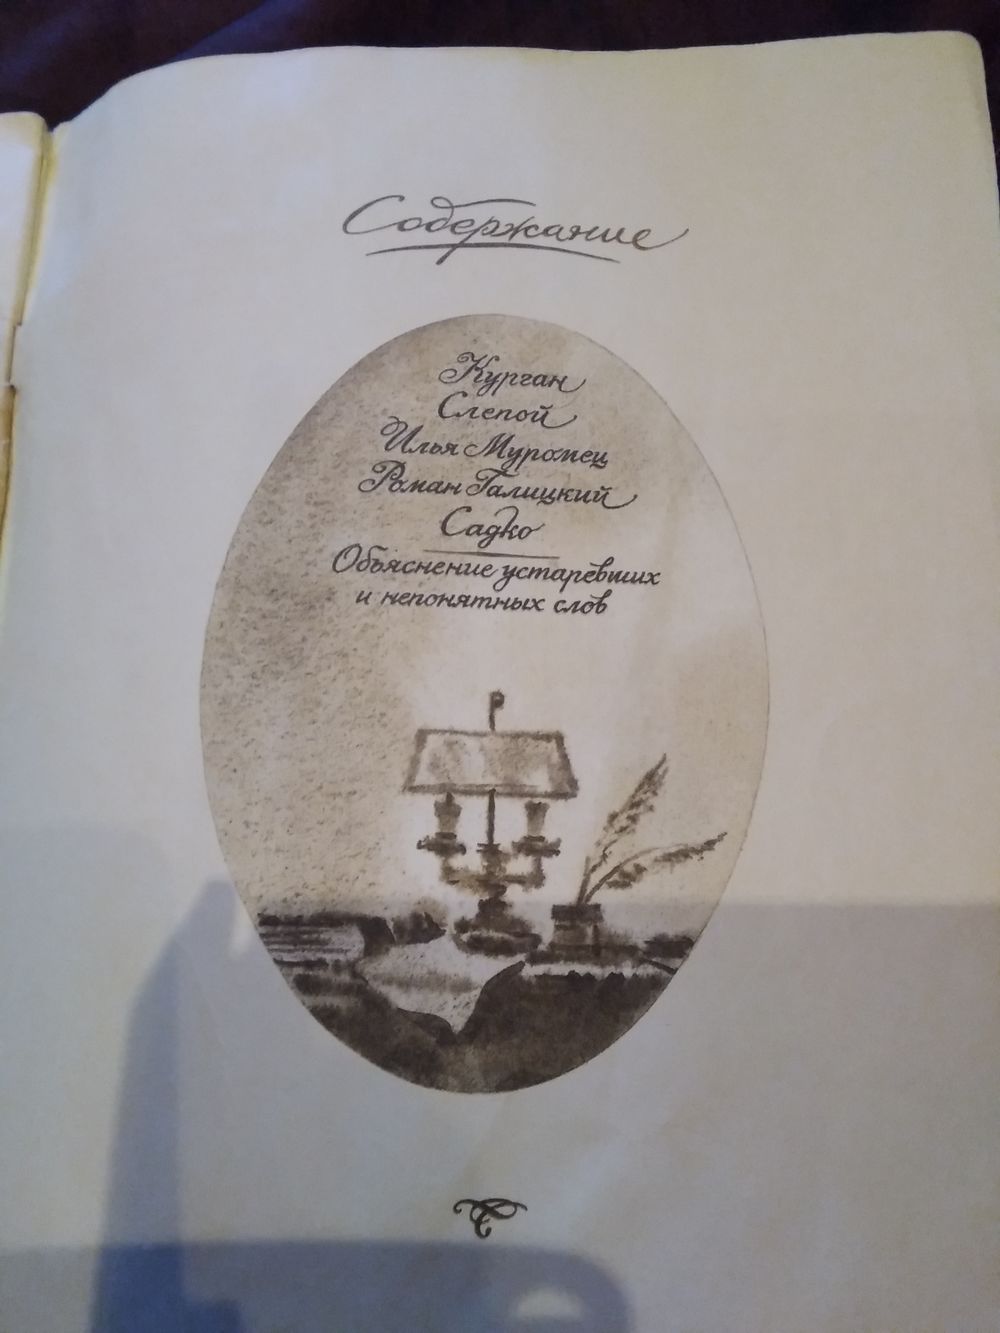 Содержание
Курган
Слепой
Илья Муромец
Роман Галицкий
Садко
Объяснение устаревших
и непонятных слов